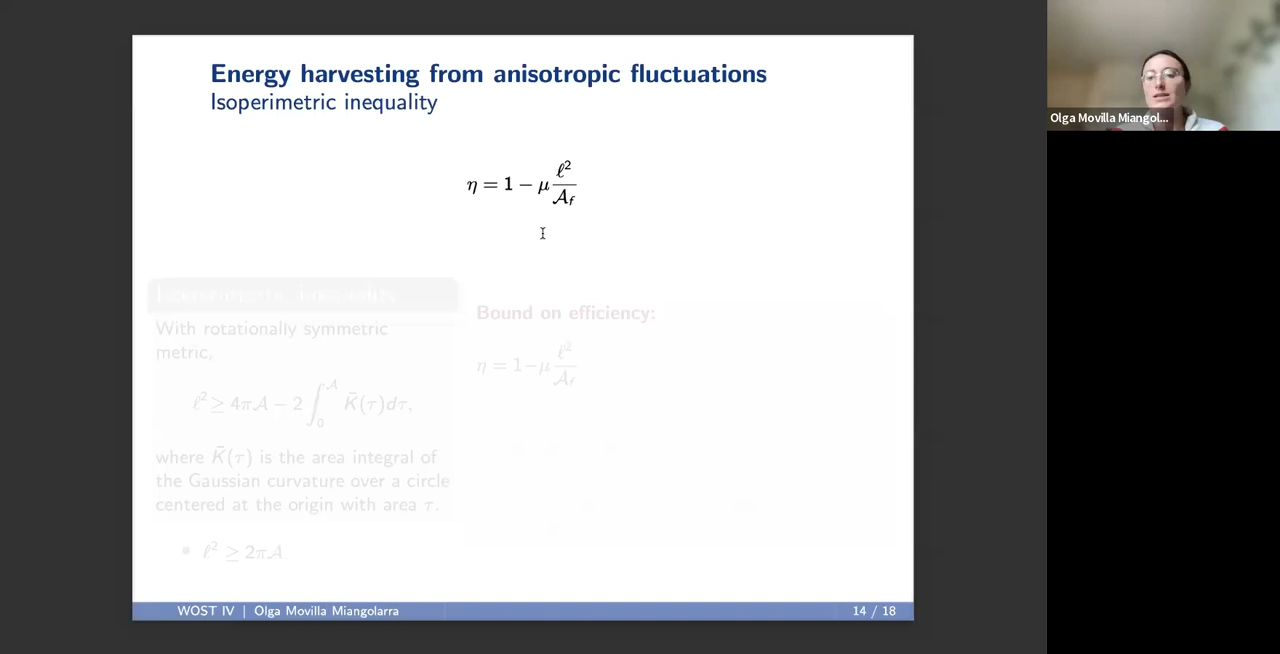 Energy harvesting from anisotropic fluctuations
Isoperimetric inequality
η = 1 − μ ℓ² / 𝒜_f
Isoperimetric inequality
With rotationally symmetric
metric,
ℓ² ≥ 4π𝒜 − 2 ∫₀^𝒜 K̄(τ)dτ,
where K̄(τ) is the area integral of
the Gaussian curvature over a circle
centered at the origin with area τ.
• ℓ² ≥ 2π𝒜
Bound on efficiency:
η = 1−μ ℓ² / 𝒜_f
WOST IV | Olga Movilla Miangolarra
14 / 18
Olga Movilla Miangol...